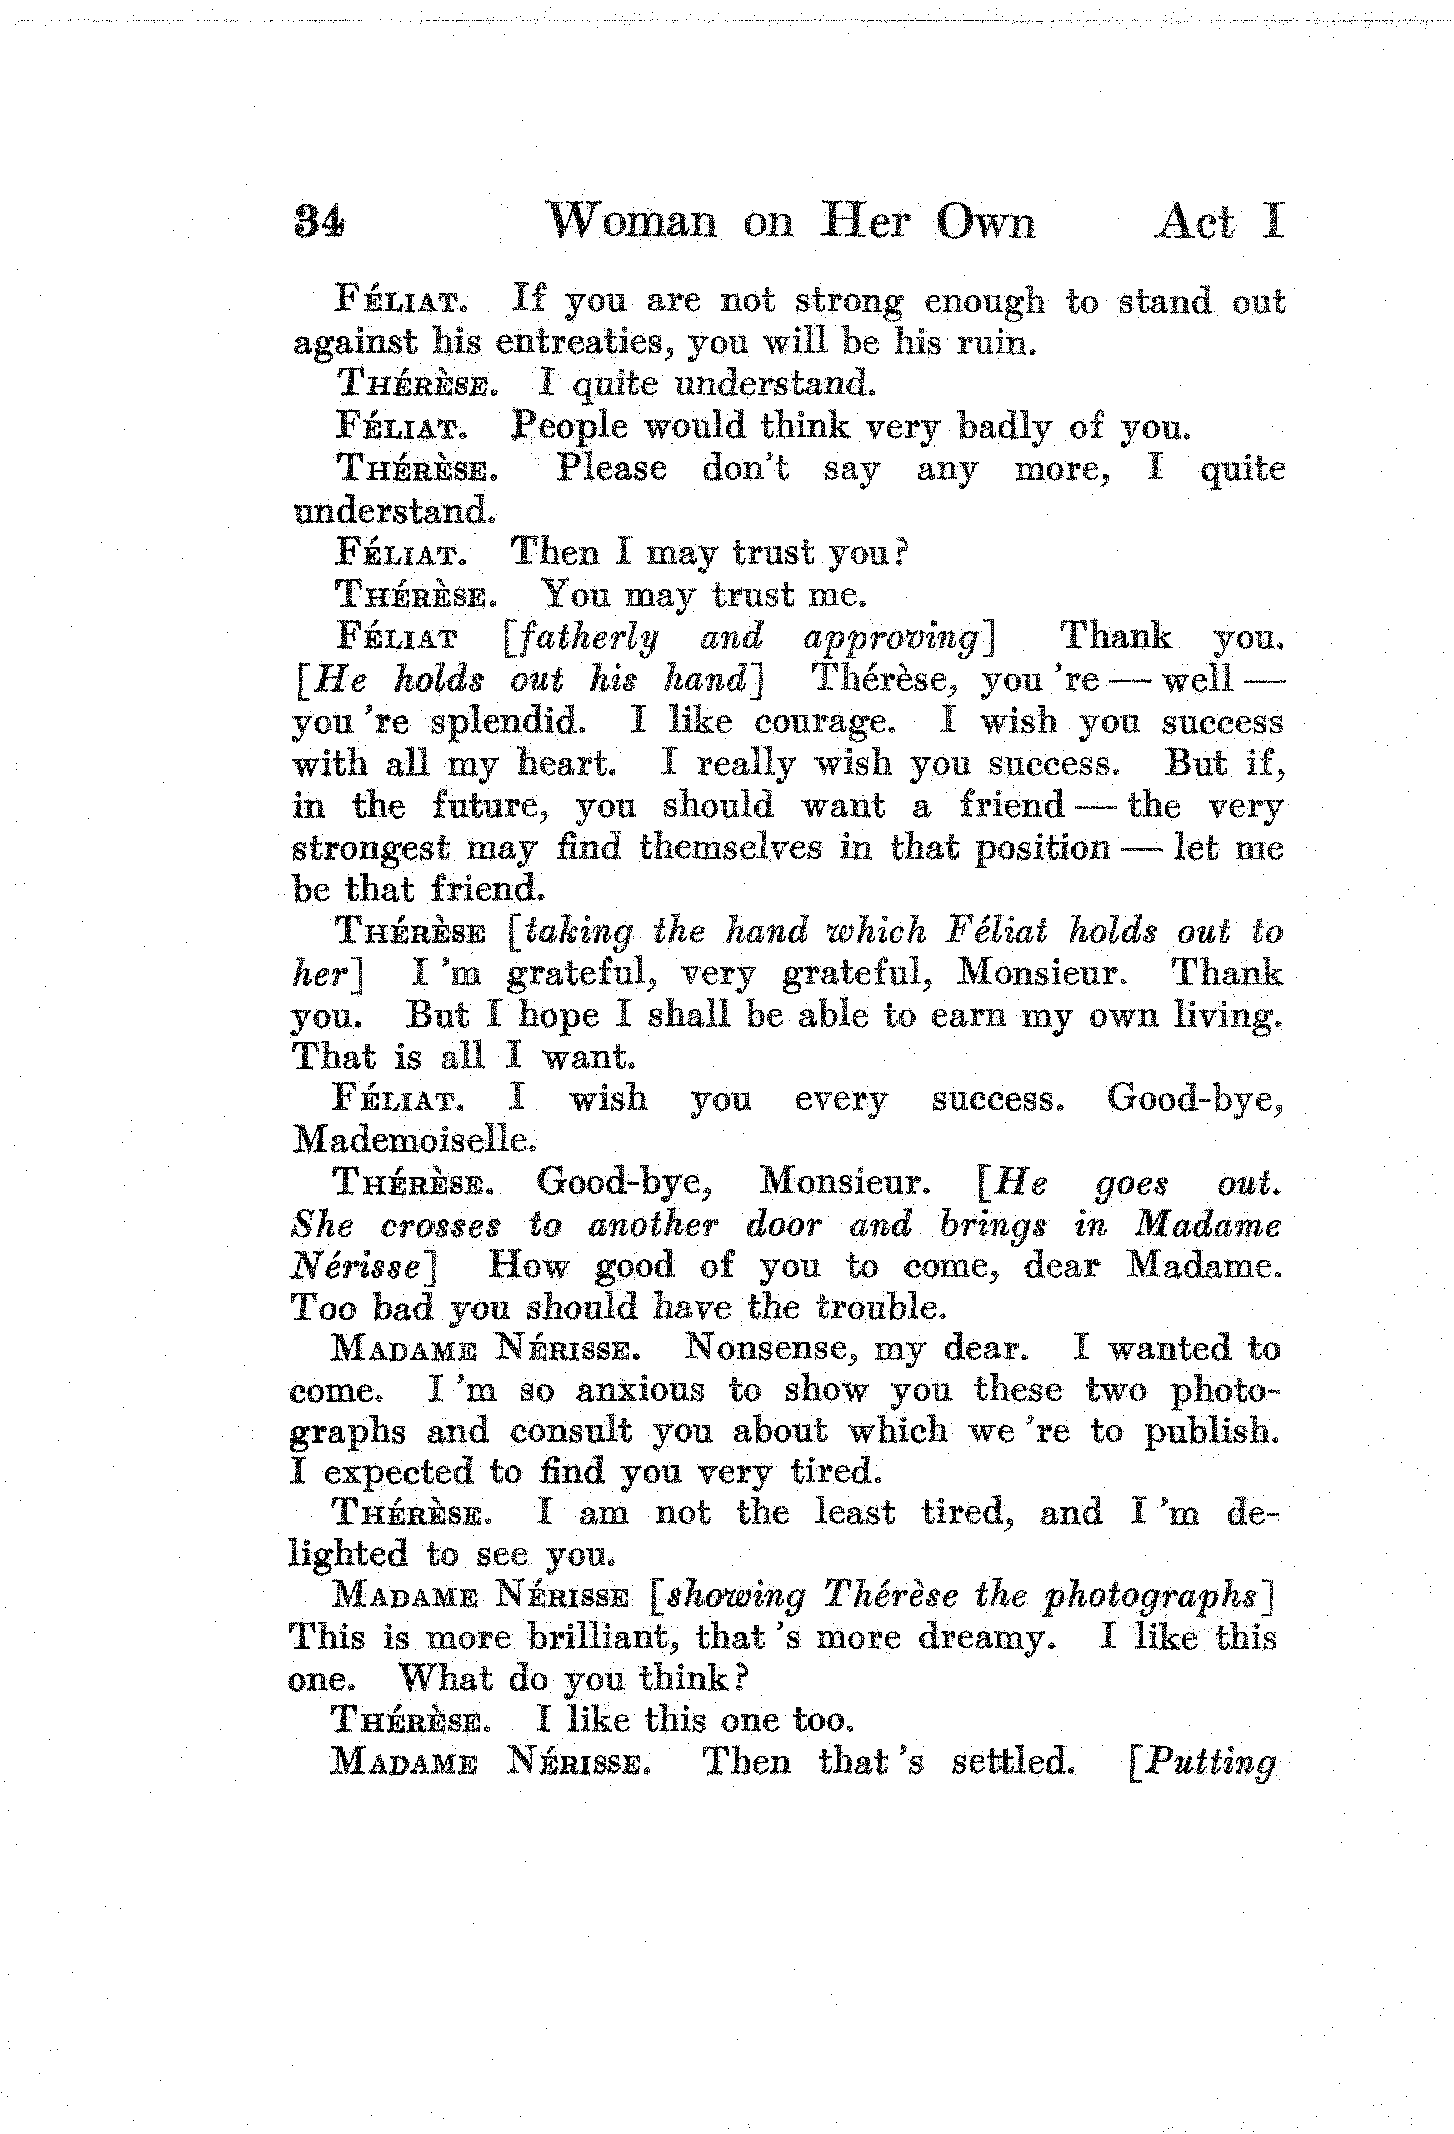 34 Woman on Her Own Act I
FÉLIAT. If you are not strong enough to stand out
against his entreaties, you will be his ruin.
THÉRÈSE. I quite understand.
FÉLIAT. People would think very badly of you.
THÉRÈSE. Please don't say any more, I quite
understand.
FÉLIAT. Then I may trust you?
THÉRÈSE. You may trust me.
FÉLIAT [fatherly and approving] Thank you.
[He holds out his hand] Thérèse, you 're — well —
you 're splendid. I like courage. I wish you success
with all my heart. I really wish you success. But if,
in the future, you should want a friend — the very
strongest may find themselves in that position — let me
be that friend.
THÉRÈSE [taking the hand which Féliat holds out to
her] I 'm grateful, very grateful, Monsieur. Thank
you. But I hope I shall be able to earn my own living.
That is all I want.
FÉLIAT. I wish you every success. Good-bye,
Mademoiselle.
THÉRÈSE. Good-bye, Monsieur. [He goes out.
She crosses to another door and brings in Madame
Nérisse] How good of you to come, dear Madame.
Too bad you should have the trouble.
MADAME NÉRISSE. Nonsense, my dear. I wanted to
come. I 'm so anxious to show you these two photo-
graphs and consult you about which we 're to publish.
I expected to find you very tired.
THÉRÈSE. I am not the least tired, and I 'm de-
lighted to see you.
MADAME NÉRISSE [showing Thérèse the photographs]
This is more brilliant, that 's more dreamy. I like this
one. What do you think?
THÉRÈSE. I like this one too.
MADAME NÉRISSE. Then that 's settled. [Putting